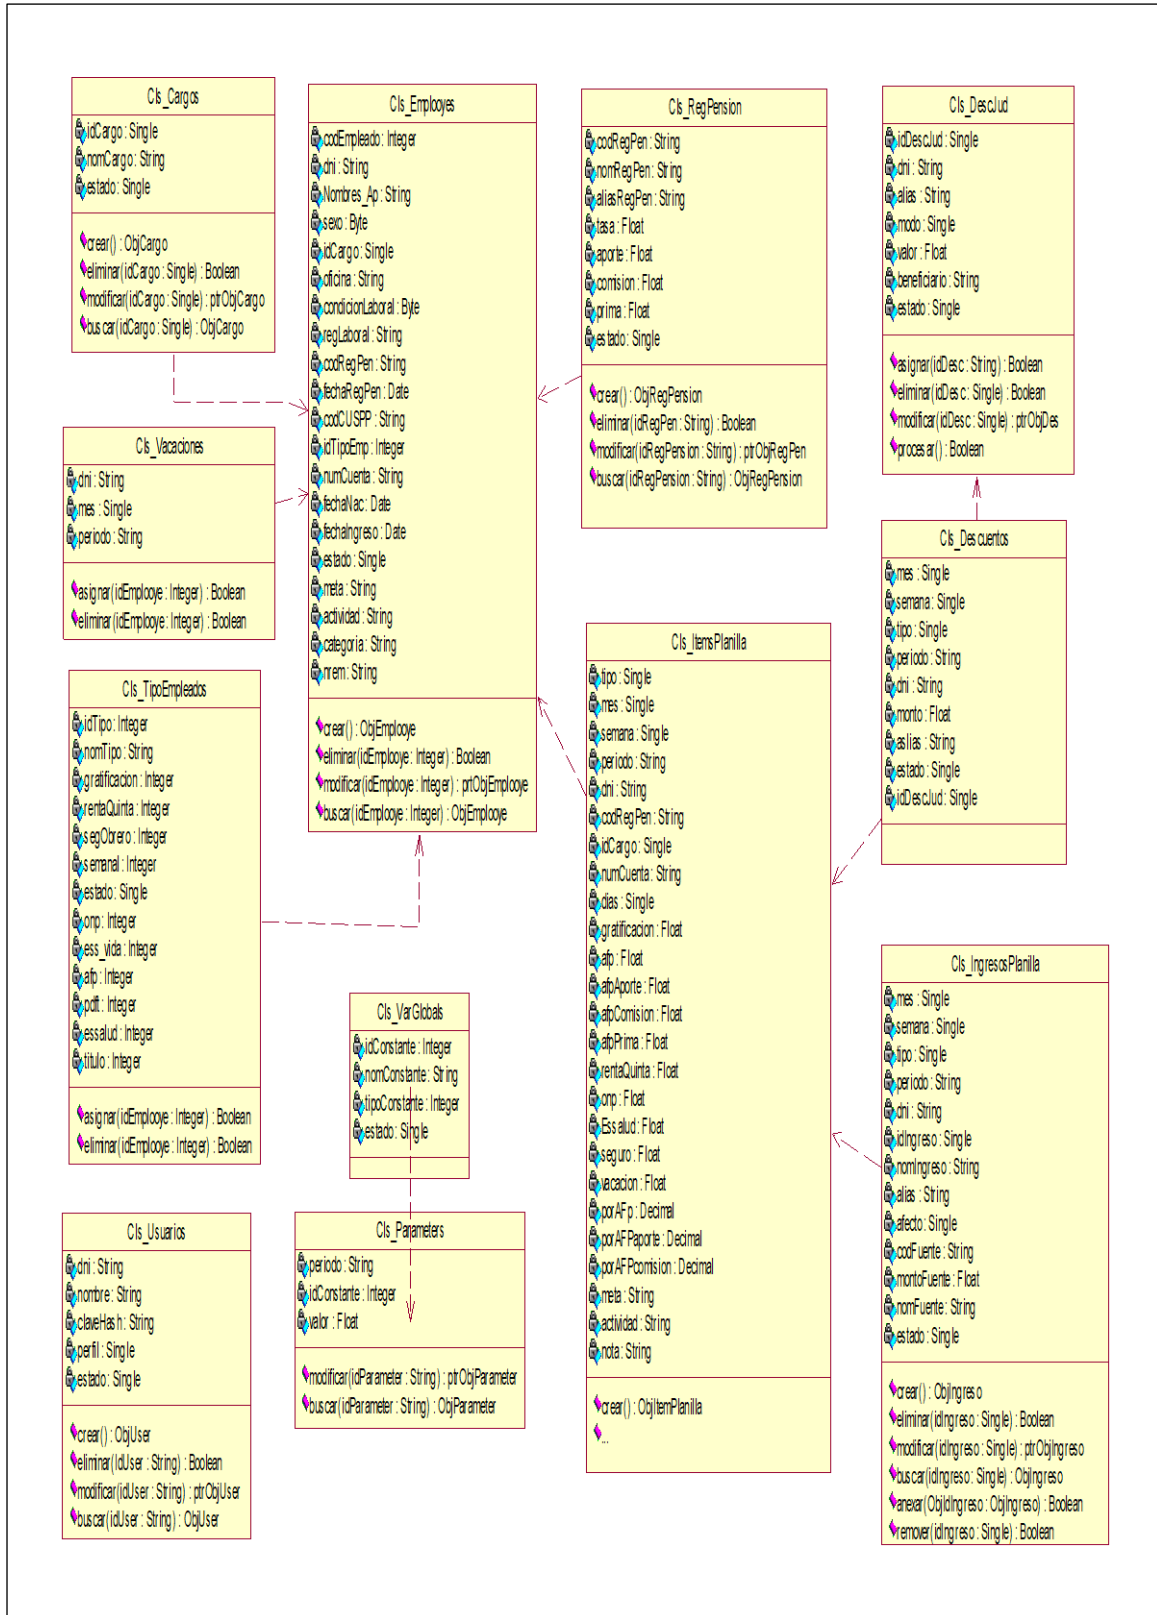 Cls_Cargos
idCargo : Single
nomCargo : String
estado : Single
crear() : ObjCargo
eliminar(idCargo : Single) : Boolean
modificar(idCargo : Single) : ptrObjCargo
buscar(idCargo : Single) : ObjCargo
Cls_Vacaciones
dni : String
mes : Single
periodo : String
asignar(idEmplooye : Integer) : Boolean
eliminar(idEmplooye : Integer) : Boolean
Cls_TipoEmpleados
idTipo : Integer
nomTipo : String
gratificacion : Integer
rentaQuinta : Integer
segObrero : Integer
semanal : Integer
estado : Single
onp : Integer
ess_vida : Integer
afp : Integer
pdft : Integer
essalud : Integer
titulo : Integer
asignar(idEmplooye : Integer) : Boolean
eliminar(idEmplooye : Integer) : Boolean
Cls_Usuarios
dni : String
nombre : String
claveHash : String
perfil : Single
estado : Single
crear() : ObjUser
eliminar(IdUser : String) : Boolean
modificar(idUser : String) : ptrObjUser
buscar(idUser : String) : ObjUser
Cls_Emplooyes
codEmpleado : Integer
dni : String
Nombres_Ap : String
sexo : Byte
idCargo : Single
oficina : String
condicionLaboral : Byte
regLaboral : String
codRegPen : String
fechaRegPen : Date
codCUSPP : String
idTipoEmp : Integer
numCuenta : String
fechaNac : Date
fechaIngreso : Date
estado : Single
meta : String
actividad : String
categoria : String
nrem : String
crear() : ObjEmplooye
eliminar(idEmplooye : Integer) : Boolean
modificar(idEmplooye : Integer) : prtObjEmplooye
buscar(idEmplooye : Integer) : ObjEmplooye
Cls_VarGlobals
idConstante : Integer
nomConstante : String
tipoConstante : Integer
estado : Single
Cls_Parameters
periodo : String
idConstante : Integer
valor : Float
modificar(idParameter : String) : ptrObjParameter
buscar(idParameter : String) : ObjParameter
Cls_RegPension
codRegPen : String
nomRegPen : String
aliasRegPen : String
tasa : Float
aporte : Float
comision : Float
prima : Float
estado : Single
crear() : ObjRegPension
eliminar(idRegPen : String) : Boolean
modificar(idRegPension : String) : ptrObjRegPen
buscar(idRegPension : String) : ObjRegPension
Cls_ItemsPlanilla
tipo : Single
mes : Single
semana : Single
periodo : String
dni : String
codRegPen : String
idCargo : Single
numCuenta : String
dias : Single
gratificacion : Float
afp : Float
afpAporte : Float
afpComision : Float
afpPrima : Float
rentaQuinta : Float
onp : Float
Essalud : Float
seguro : Float
vacacion : Float
porAFp : Decimal
porAFPaporte : Decimal
porAFPcomision : Decimal
meta : String
actividad : String
nota : String
crear() : ObjItemPlanilla
...
Cls_DescJud
idDescJud : Single
dni : String
alias : String
modo : Single
valor : Float
beneficiario : String
estado : Single
asignar(idDesc : String) : Boolean
eliminar(idDesc : Single) : Boolean
modificar(idDesc : Single) : ptrObjDes
procesar() : Boolean
Cls_Descuentos
mes : Single
semana : Single
tipo : Single
periodo : String
dni : String
monto : Float
aslias : String
estado : Single
idDescJud : Single
Cls_IngresosPlanilla
mes : Single
semana : Single
tipo : Single
periodo : String
dni : String
idIngreso : Single
nomIngreso : String
alias : String
afecto : Single
codFuente : String
montoFuente : Float
nomFuente : String
estado : Single
crear() : ObjIngreso
eliminar(idIngreso : Single) : Boolean
modificar(idIngreso : Single) : ptrObjIngreso
buscar(idIngreso : Single) : ObjIngreso
anexar(ObjIdIngreso : ObjIngreso) : Boolean
remover(idIngreso : Single) : Boolean